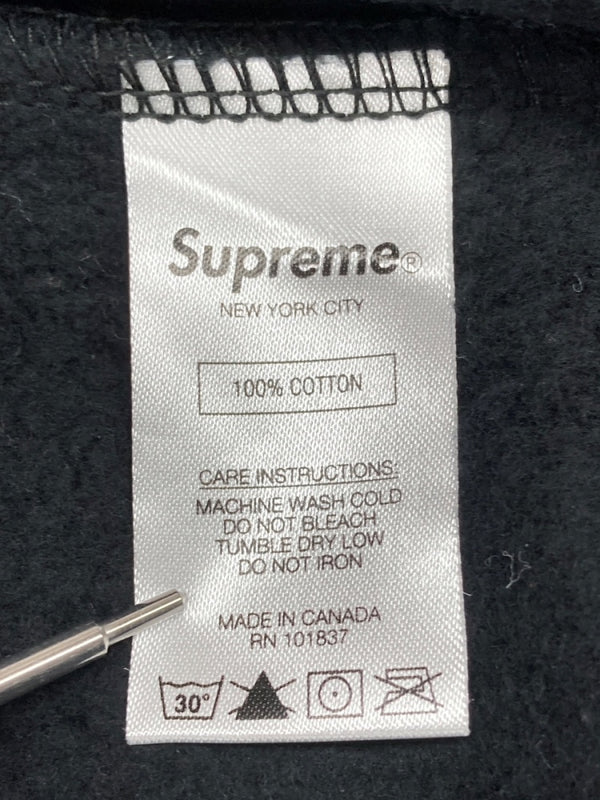 Supreme®
NEW YORK CITY
100% COTTON
CARE INSTRUCTIONS:
MACHINE WASH COLD
DO NOT BLEACH
TUMBLE DRY LOW
DO NOT IRON
MADE IN CANADA
RN 101837
30°